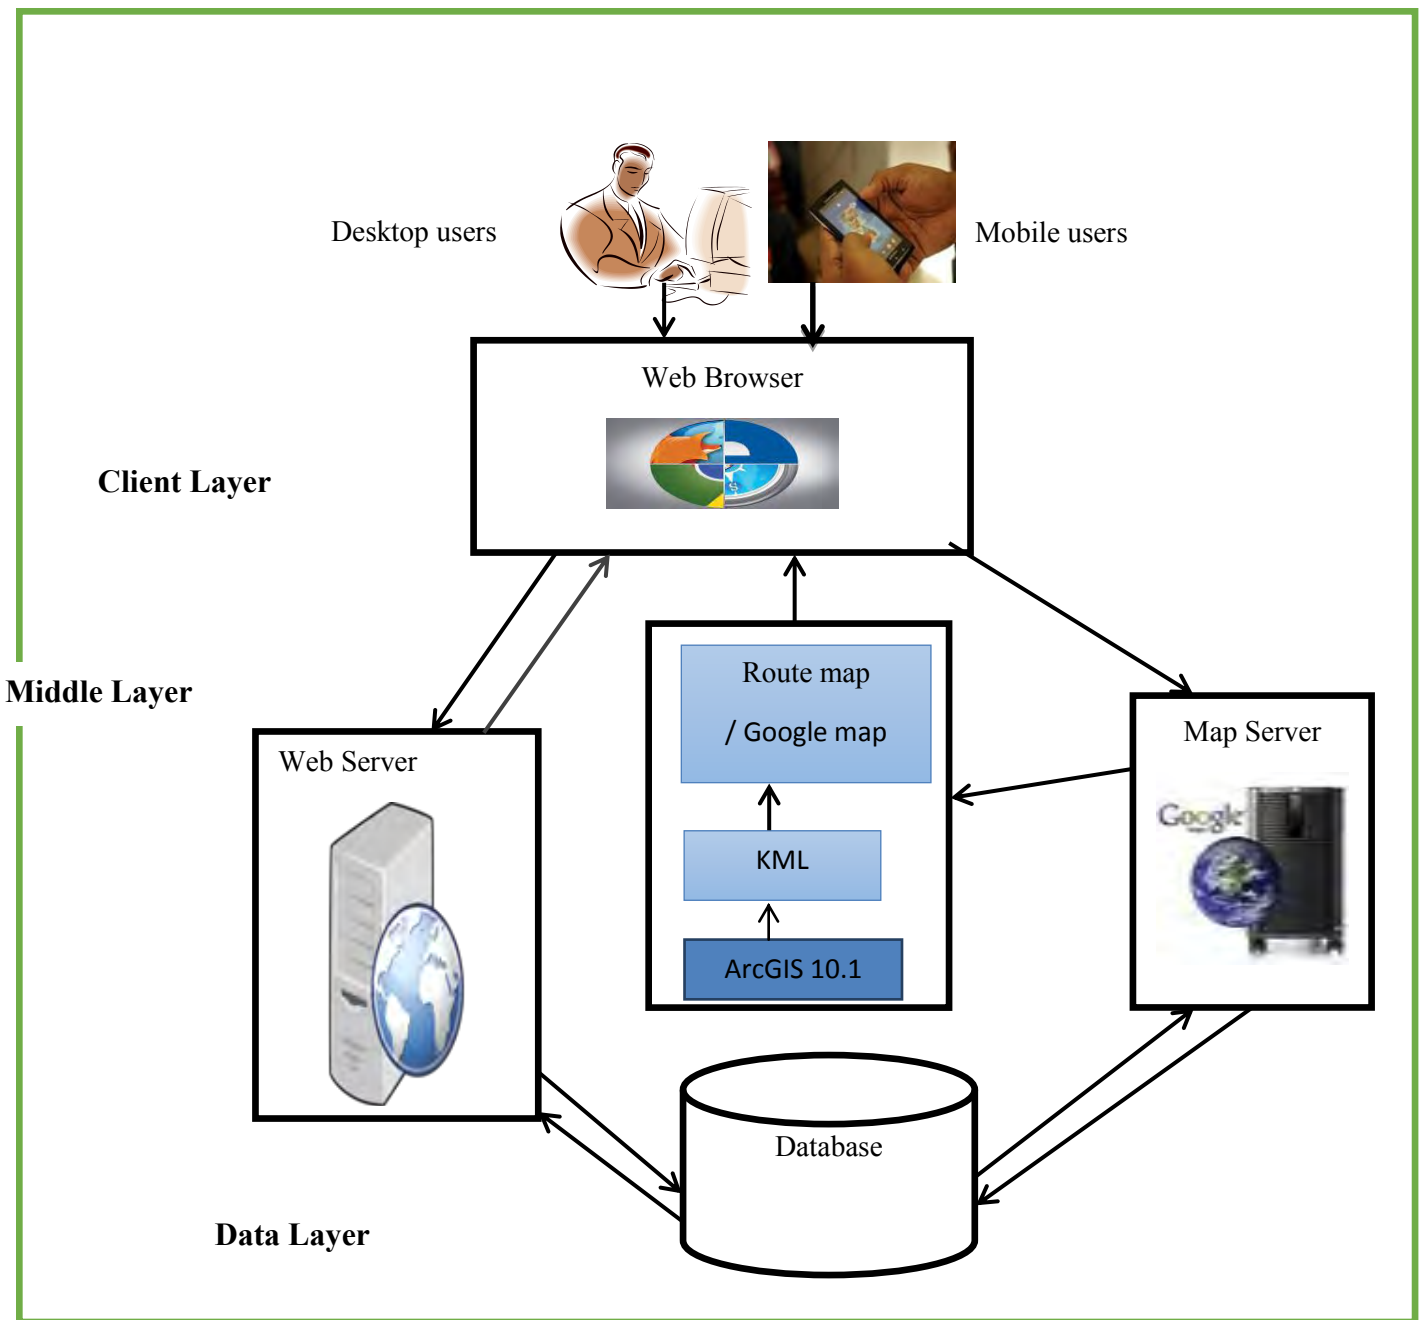 Desktop users
Mobile users
Web Browser
Client Layer
Middle Layer
Route map
/ Google map
Web Server
Map Server
Google
KML
ArcGIS 10.1
Database
Data Layer